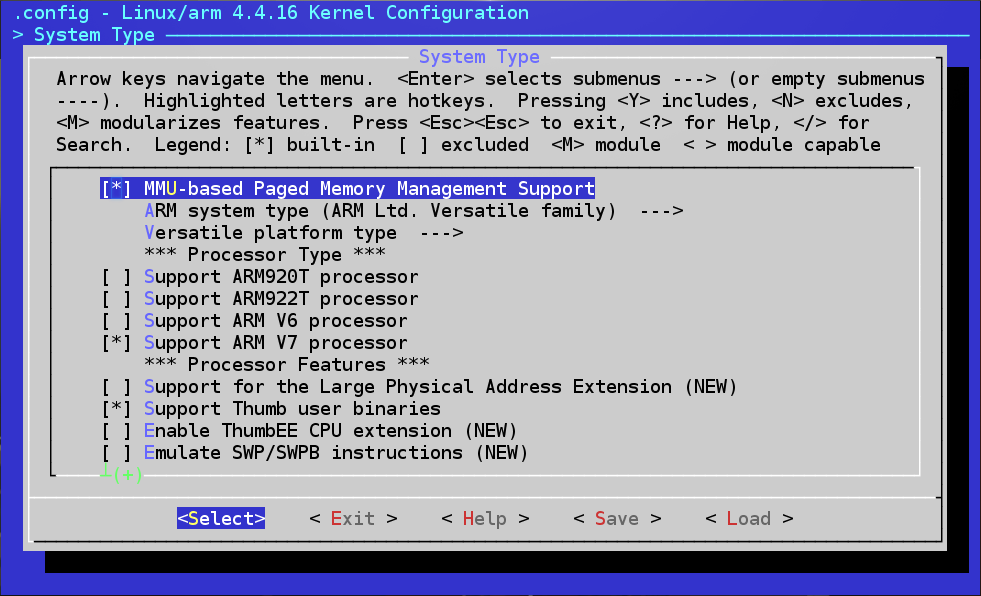 .config - Linux/arm 4.4.16 Kernel Configuration
> System Type
System Type
Arrow keys navigate the menu.  <Enter> selects submenus ---> (or empty submenus
----).  Highlighted letters are hotkeys.  Pressing <Y> includes, <N> excludes,
<M> modularizes features.  Press <Esc><Esc> to exit, <?> for Help, </> for
Search.  Legend: [*] built-in  [ ] excluded  <M> module  < > module capable
[*] MMU-based Paged Memory Management Support
ARM system type (ARM Ltd. Versatile family)  --->
Versatile platform type  --->
*** Processor Type ***
[ ] Support ARM920T processor
[ ] Support ARM922T processor
[ ] Support ARM V6 processor
[*] Support ARM V7 processor
*** Processor Features ***
[ ] Support for the Large Physical Address Extension (NEW)
[*] Support Thumb user binaries
[ ] Enable ThumbEE CPU extension (NEW)
[ ] Emulate SWP/SWPB instructions (NEW)
┴(+)
<Select>    < Exit >    < Help >    < Save >    < Load >